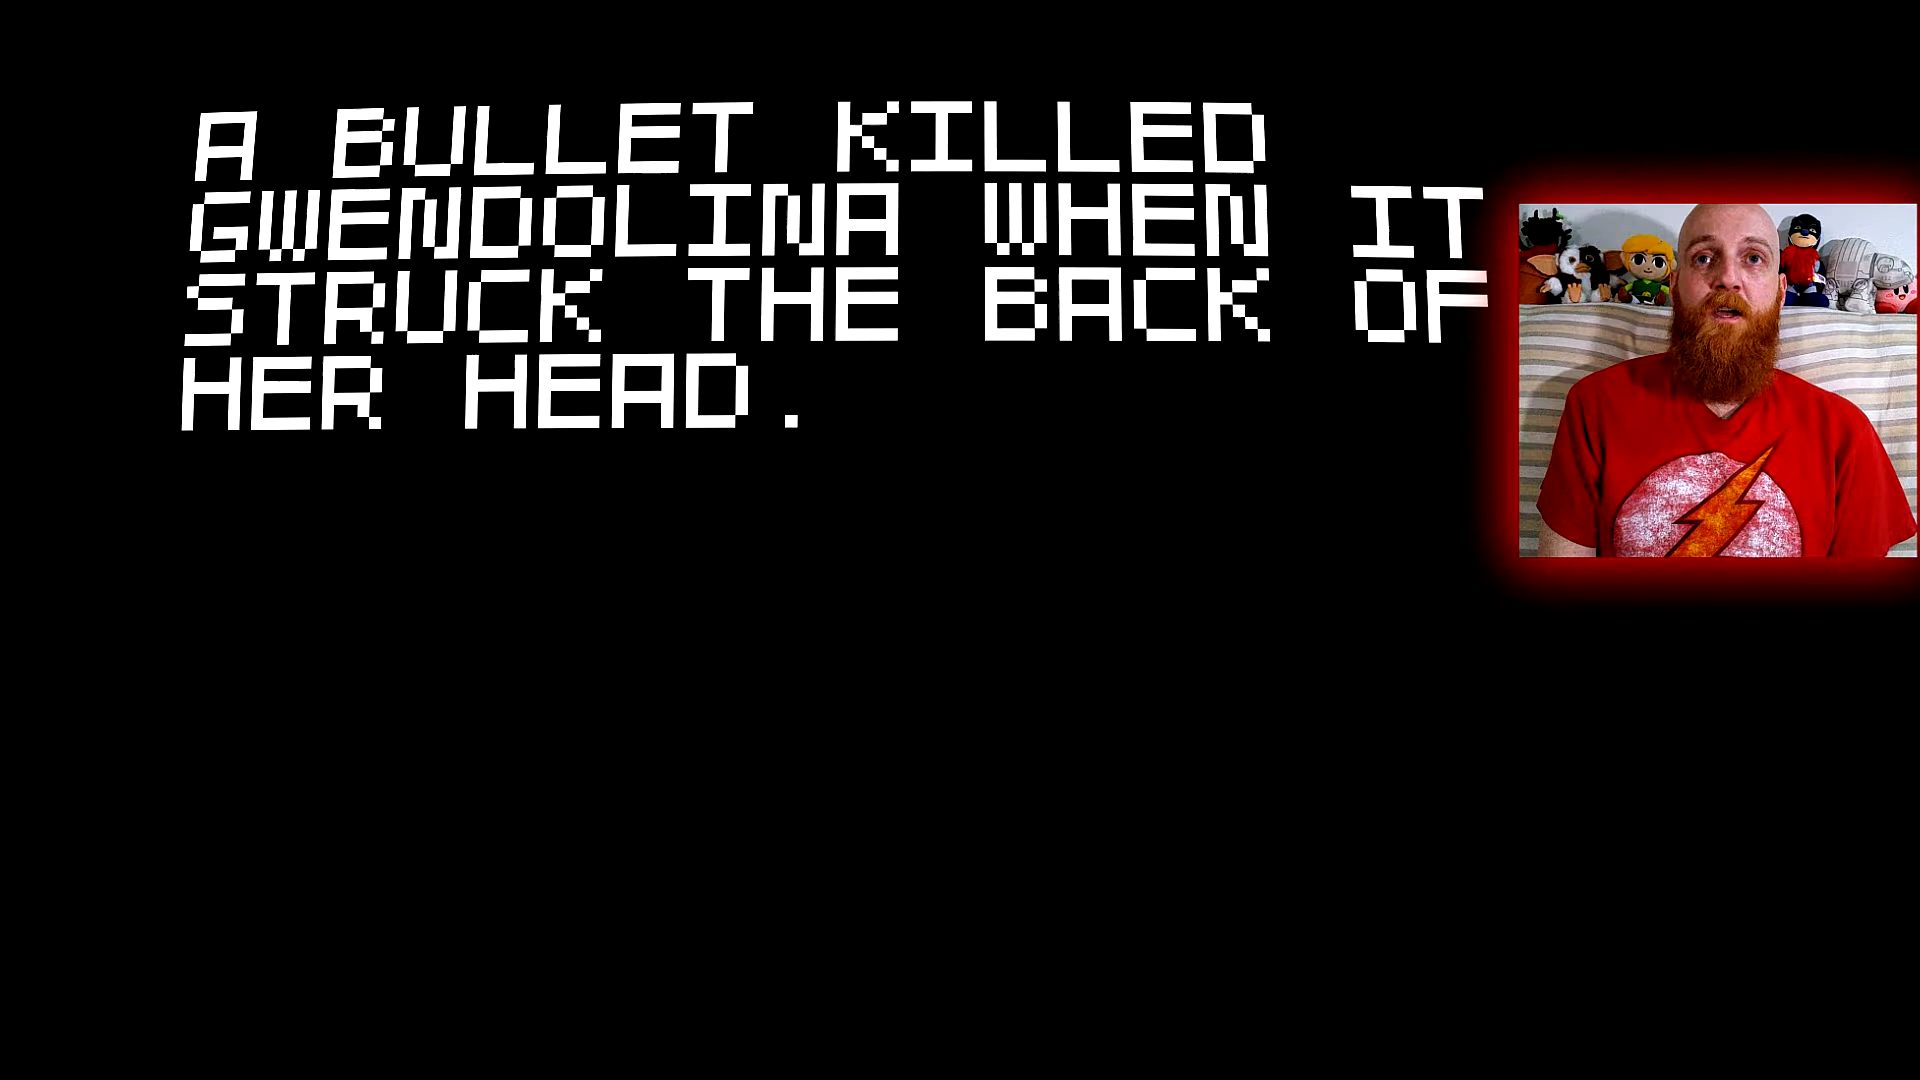 A BULLET KILLED
GWENDOLINA WHEN IT
STRUCK THE BACK OF
HER HEAD.